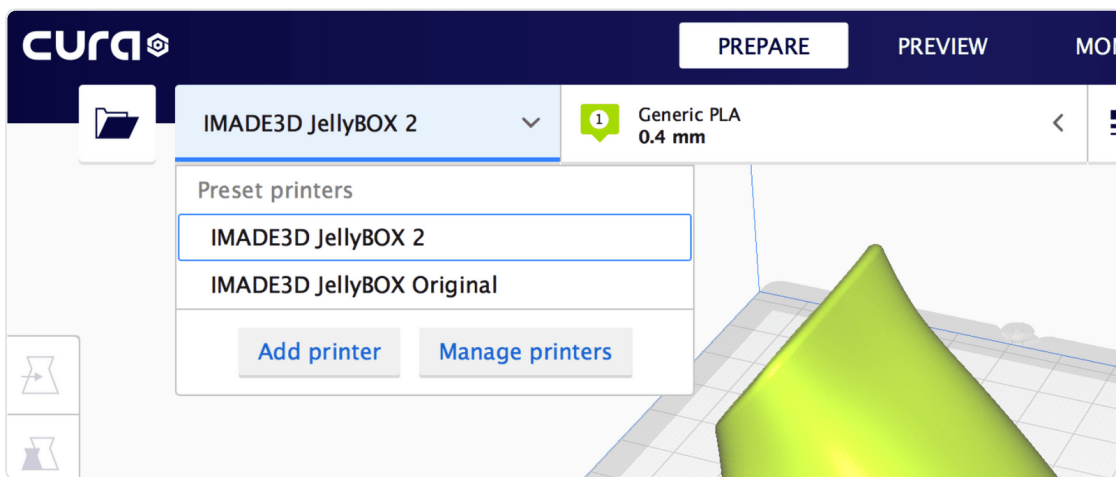 cura
PREPARE
PREVIEW
IMADE3D JellyBOX 2
1
Generic PLA
0.4 mm
Preset printers
IMADE3D JellyBOX 2
IMADE3D JellyBOX Original
Add printer
Manage printers